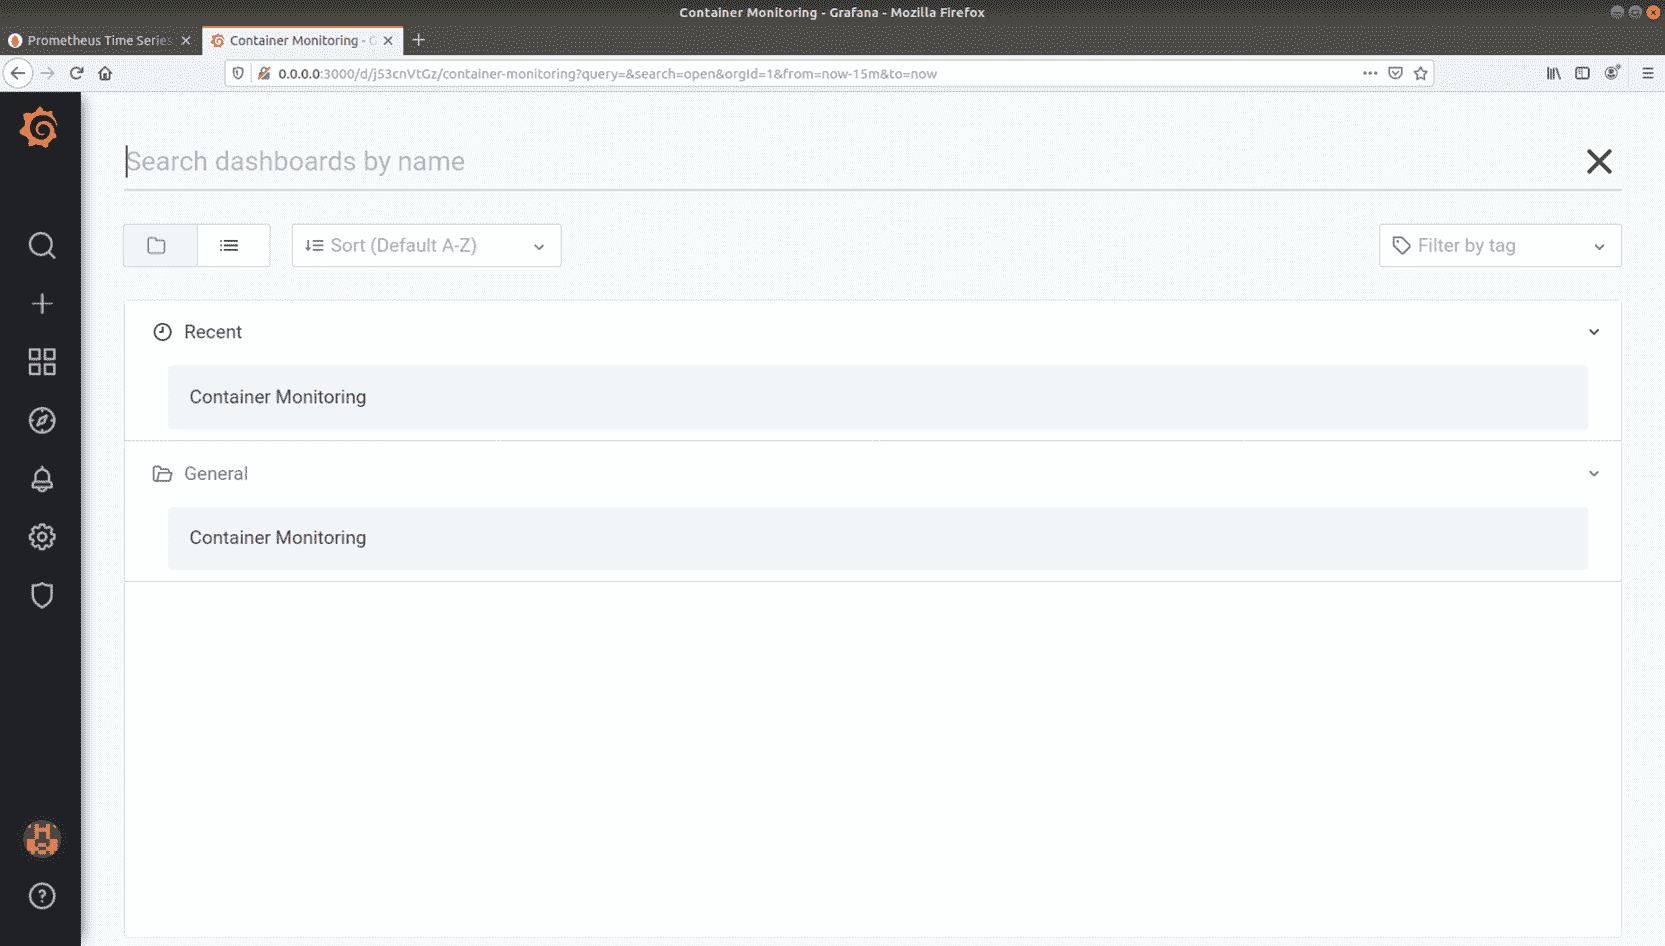 Container Monitoring - Grafana - Mozilla Firefox
Prometheus Time Series
Container Monitoring - G
0.0.0.0:3000/d/j53cnVtGz/container-monitoring?query=&search=open&orgId=1&from=now-15m&to=now
Search dashboards by name
Sort (Default A-Z)
Filter by tag
Recent
Container Monitoring
General
Container Monitoring